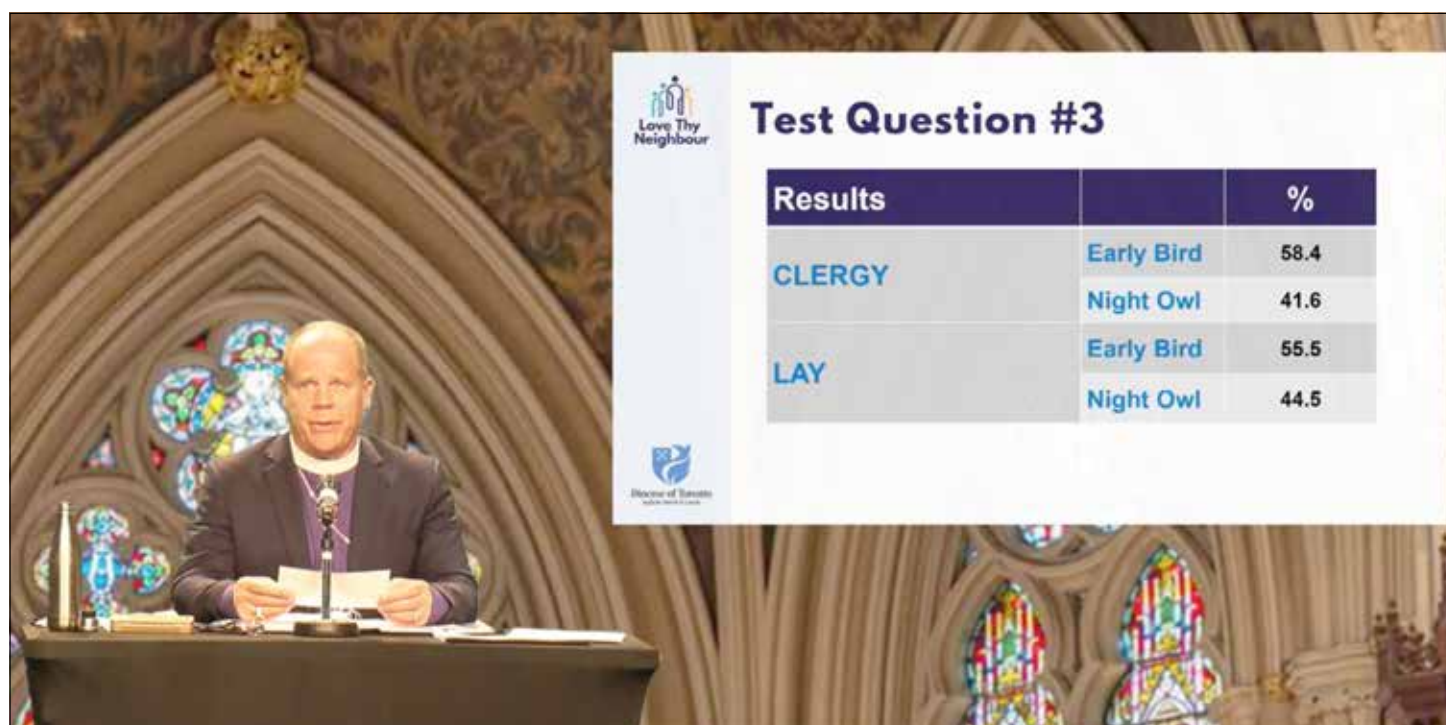 Love Thy
Neighbour
Test Question #3
Results %
CLERGY
Early Bird 58.4
Night Owl 41.6
LAY
Early Bird 55.5
Night Owl 44.5
Diocese of Toronto